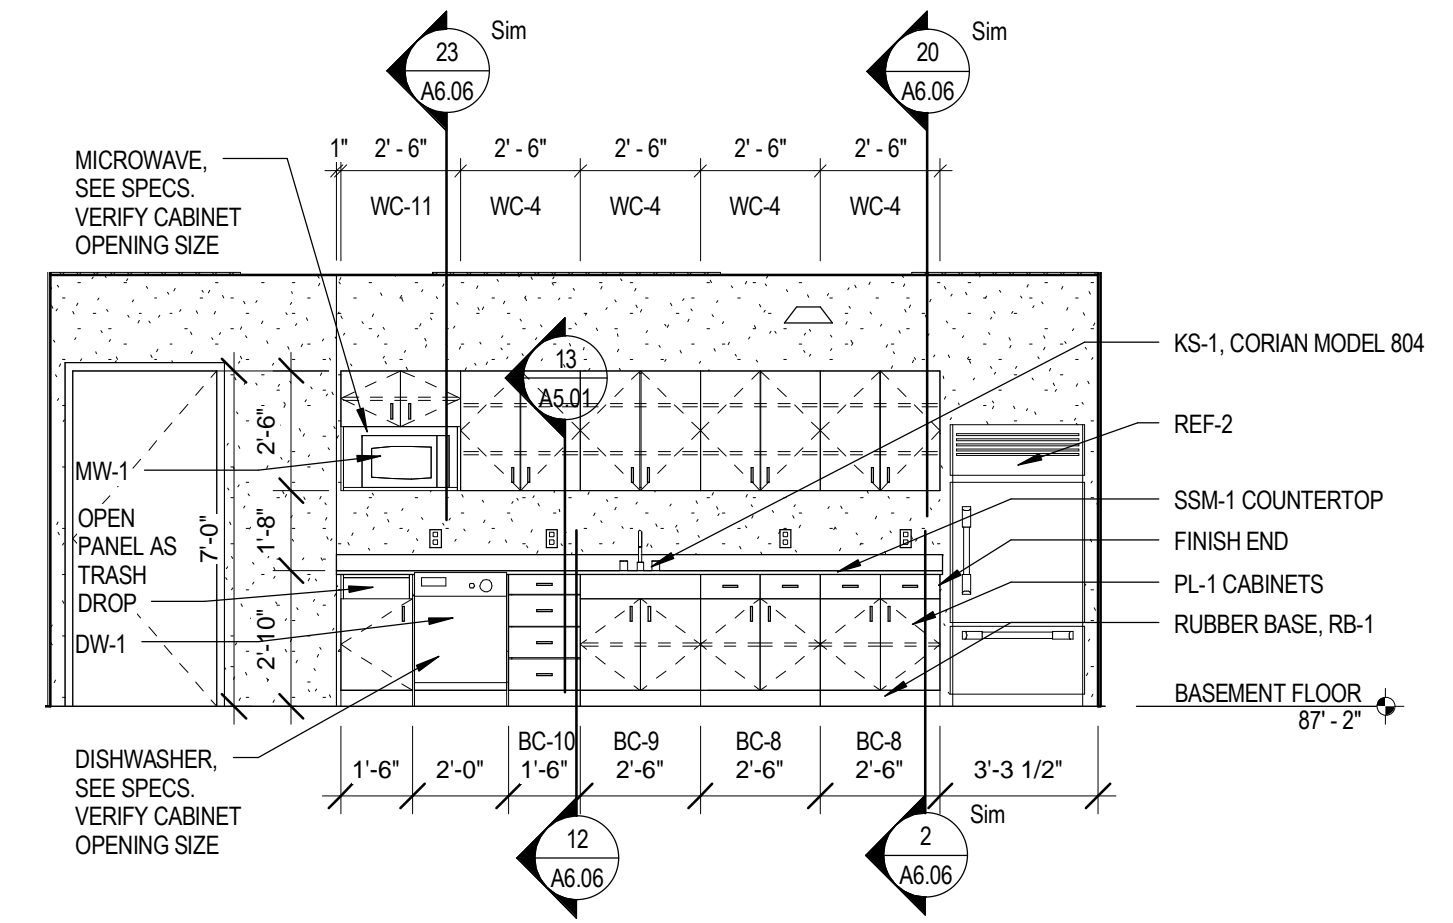 23
A6.06
Sim
20
A6.06
Sim
1" 2' - 6" 2' - 6" 2' - 6" 2' - 6" 2' - 6"
WC-11 WC-4 WC-4 WC-4 WC-4
MICROWAVE,
SEE SPECS.
VERIFY CABINET
OPENING SIZE
13
A5.01
KS-1, CORIAN MODEL 804
REF-2
SSM-1 COUNTERTOP
FINISH END
PL-1 CABINETS
RUBBER BASE, RB-1
BASEMENT FLOOR
87' - 2"
MW-1
OPEN
PANEL AS
TRASH
DROP
DW-1
7'-0"
2'-6"
1'-8"
2'-10"
DISHWASHER,
SEE SPECS.
VERIFY CABINET
OPENING SIZE
BC-10 BC-9 BC-8 BC-8
1'-6" 2'-0" 1'-6" 2'-6" 2'-6" 2'-6" 3'-3 1/2"
12
A6.06
2
A6.06
Sim